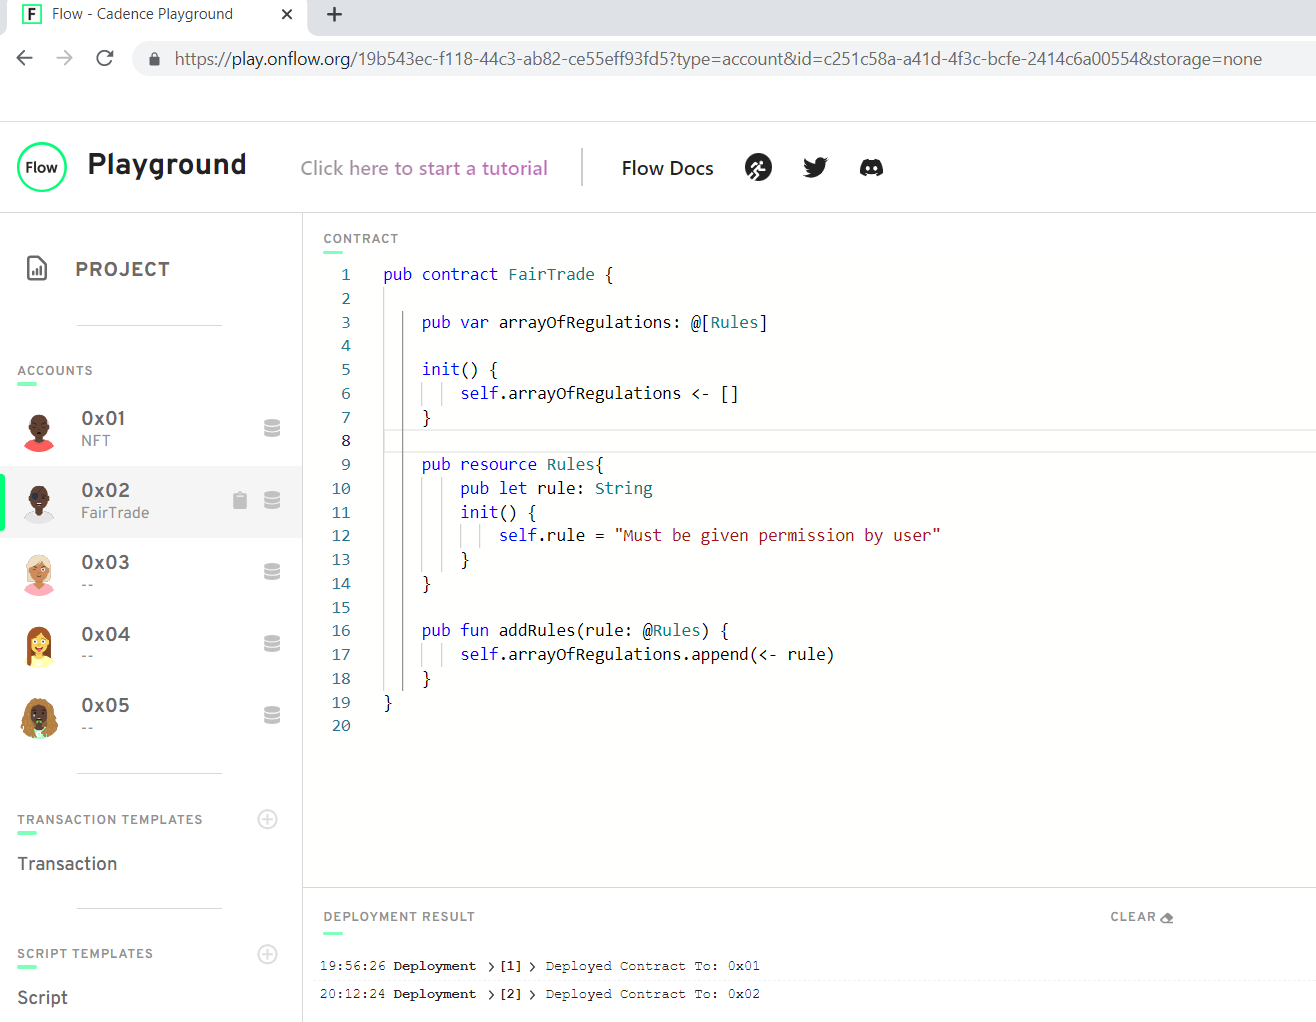 Flow - Cadence Playground
https://play.onflow.org/19b543ec-f118-44c3-ab82-ce55eff93fd5?type=account&id=c251c58a-a41d-4f3c-bcfe-2414c6a00554&storage=none
Flow Playground Click here to start a tutorial Flow Docs
PROJECT
ACCOUNTS
0x01
NFT
0x02
FairTrade
0x03
--
0x04
--
0x05
--
TRANSACTION TEMPLATES
Transaction
SCRIPT TEMPLATES
Script
CONTRACT
1 pub contract FairTrade {
2
3 pub var arrayOfRegulations: @[Rules]
4
5 init() {
6 self.arrayOfRegulations <- []
7 }
8
9 pub resource Rules{
10 pub let rule: String
11 init() {
12 self.rule = "Must be given permission by user"
13 }
14 }
15
16 pub fun addRules(rule: @Rules) {
17 self.arrayOfRegulations.append(<- rule)
18 }
19 }
20
DEPLOYMENT RESULT CLEAR
19:56:26 Deployment > [1] > Deployed Contract To: 0x01
20:12:24 Deployment > [2] > Deployed Contract To: 0x02